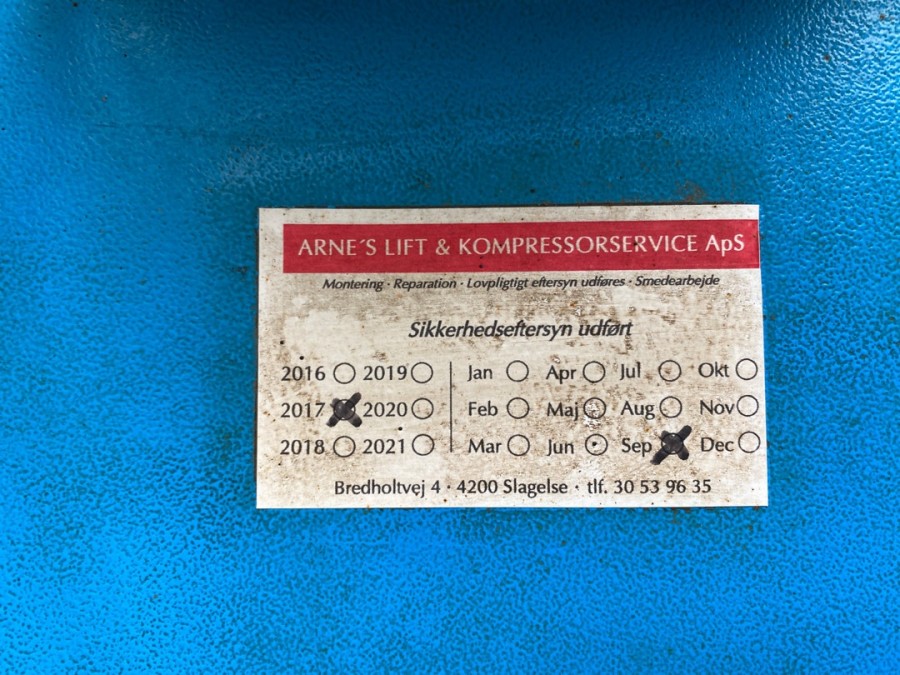 ARNE´S LIFT & KOMPRESSORSERVICE ApS
Montering · Reparation · Lovpligtigt eftersyn udføres · Smedearbejde
Sikkerhedseftersyn udført
2016 2019 Jan Apr Jul Okt
2017 2020 Feb Maj Aug Nov
2018 2021 Mar Jun Sep Dec
Bredholtvej 4 · 4200 Slagelse · tlf. 30 53 96 35